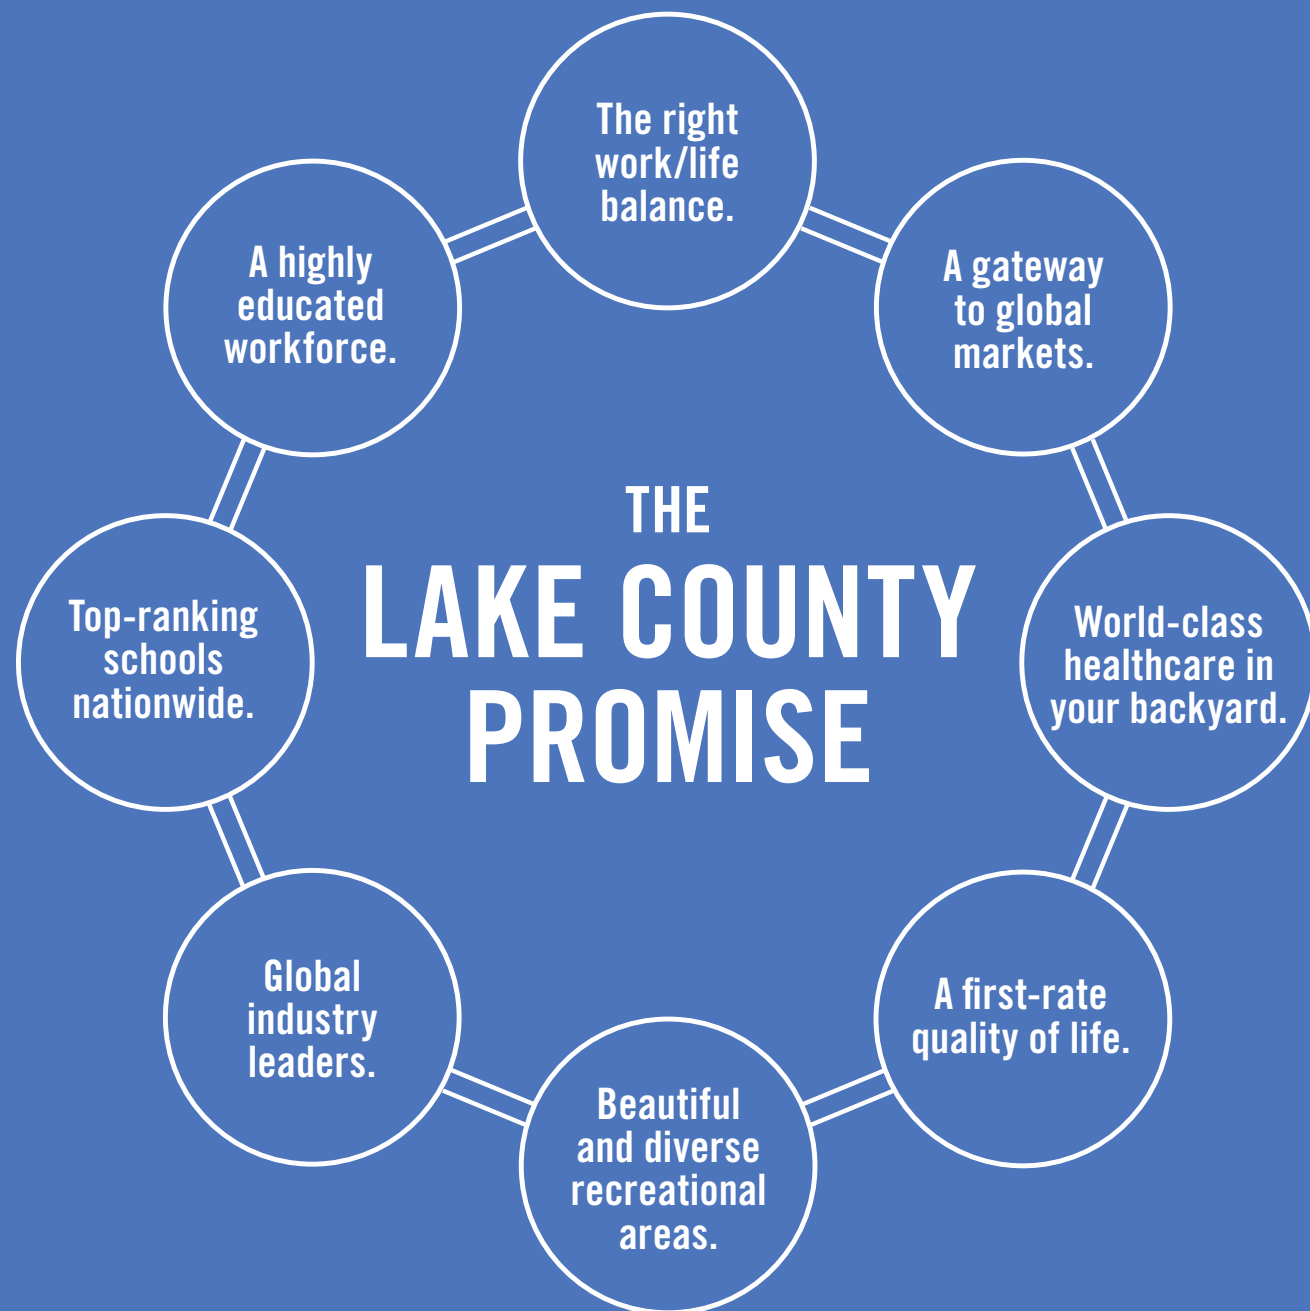 The right
work/life
balance.
A gateway
to global
markets.
World-class
healthcare in
your backyard.
A first-rate
quality of life.
Beautiful
and diverse
recreational
areas.
Global
industry
leaders.
Top-ranking
schools
nationwide.
A highly
educated
workforce.
THE
LAKE COUNTY
PROMISE